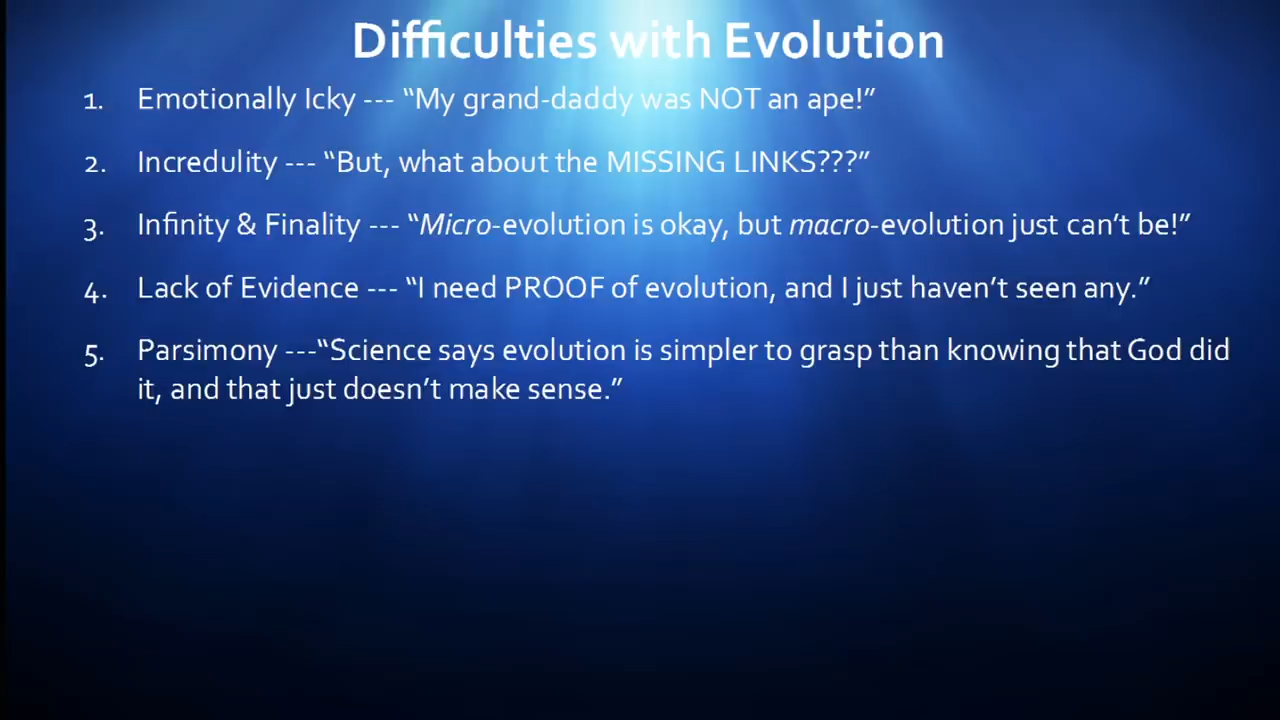 Difficulties with Evolution
1. Emotionally Icky --- “My grand-daddy was NOT an ape!”
2. Incredulity --- “But, what about the MISSING LINKS???”
3. Infinity & Finality --- “Micro-evolution is okay, but macro-evolution just can’t be!”
4. Lack of Evidence --- “I need PROOF of evolution, and I just haven’t seen any.”
5. Parsimony ---“Science says evolution is simpler to grasp than knowing that God did
it, and that just doesn’t make sense.”